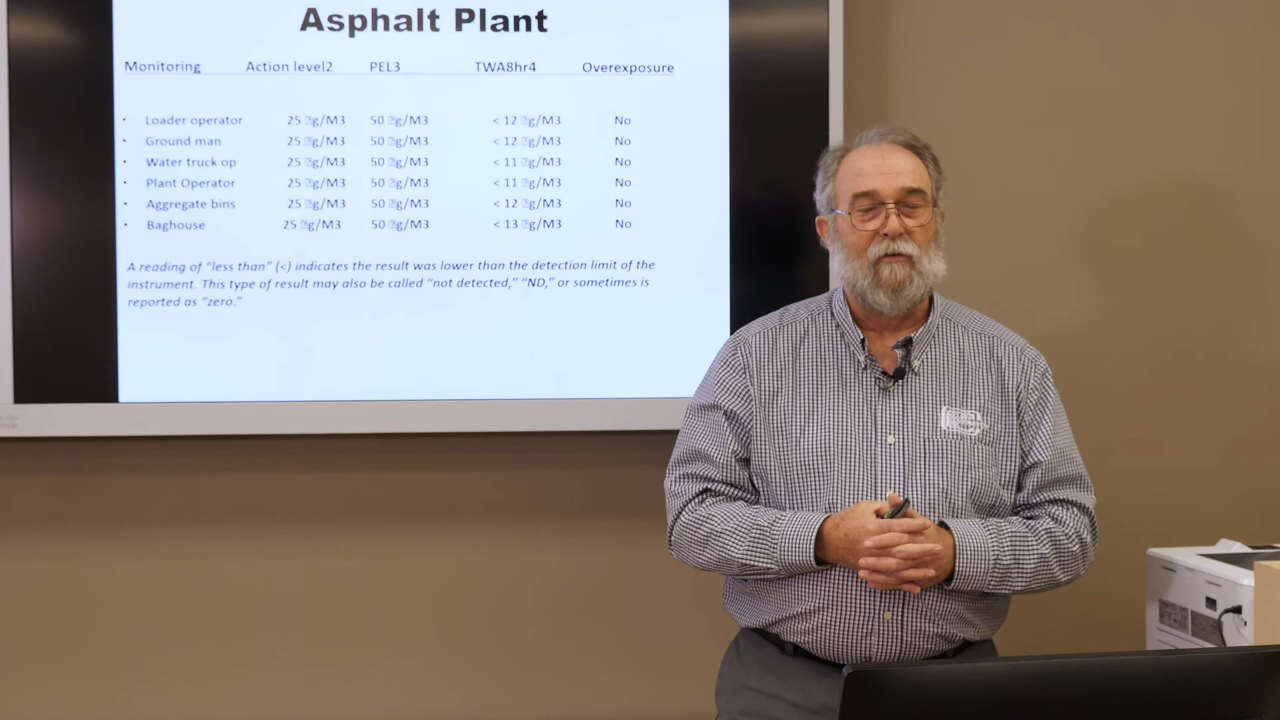 Asphalt Plant
Monitoring Action level2 PEL3 TWA8hr4 Overexposure
· Loader operator 25 �g/M3 50 �g/M3 < 12 �g/M3 No
· Ground man 25 �g/M3 50 �g/M3 < 12 �g/M3 No
· Water truck op 25 �g/M3 50 �g/M3 < 11 �g/M3 No
· Plant Operator 25 �g/M3 50 �g/M3 < 11 �g/M3 No
· Aggregate bins 25 �g/M3 50 �g/M3 < 12 �g/M3 No
· Baghouse 25 �g/M3 50 �g/M3 < 13 �g/M3 No
A reading of “less than” (<) indicates the result was lower than the detection limit of the
instrument. This type of result may also be called “not detected,” “ND,” or sometimes is
reported as “zero.”